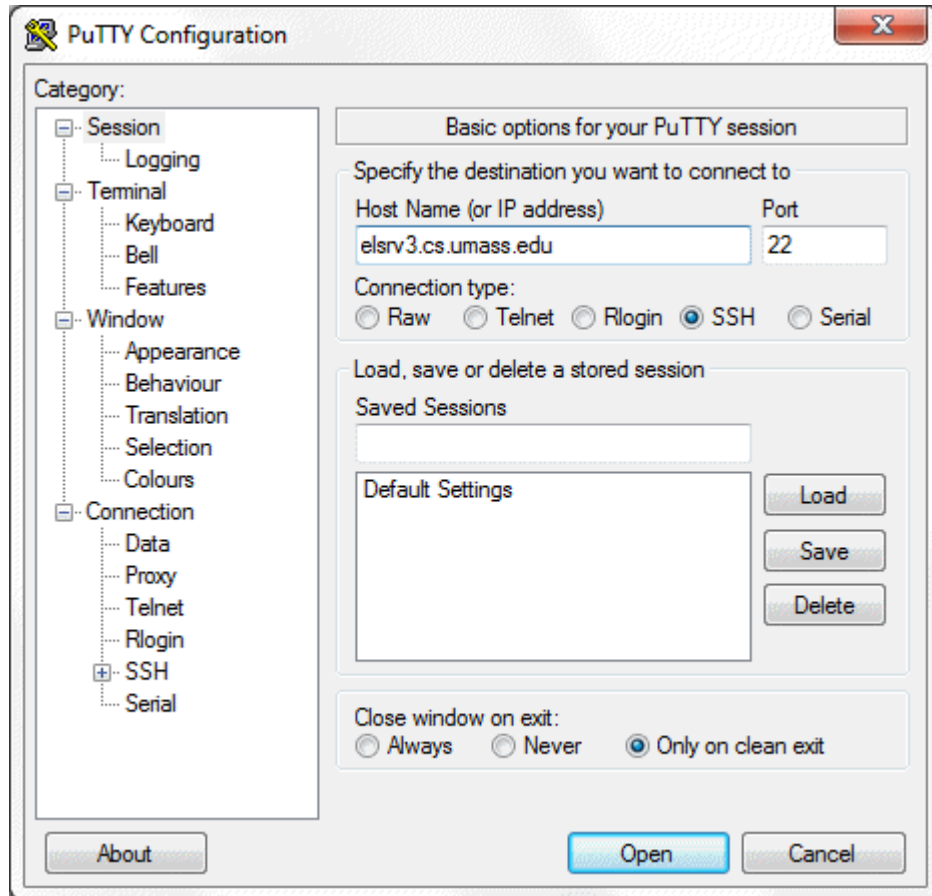 PuTTY Configuration
Category:
Session
Logging
Terminal
Keyboard
Bell
Features
Window
Appearance
Behaviour
Translation
Selection
Colours
Connection
Data
Proxy
Telnet
Rlogin
SSH
Serial
Basic options for your PuTTY session
Specify the destination you want to connect to
Host Name (or IP address) Port
elsrv3.cs.umass.edu 22
Connection type:
Raw Telnet Rlogin SSH Serial
Load, save or delete a stored session
Saved Sessions
Default Settings
Load
Save
Delete
Close window on exit:
Always Never Only on clean exit
About Open Cancel